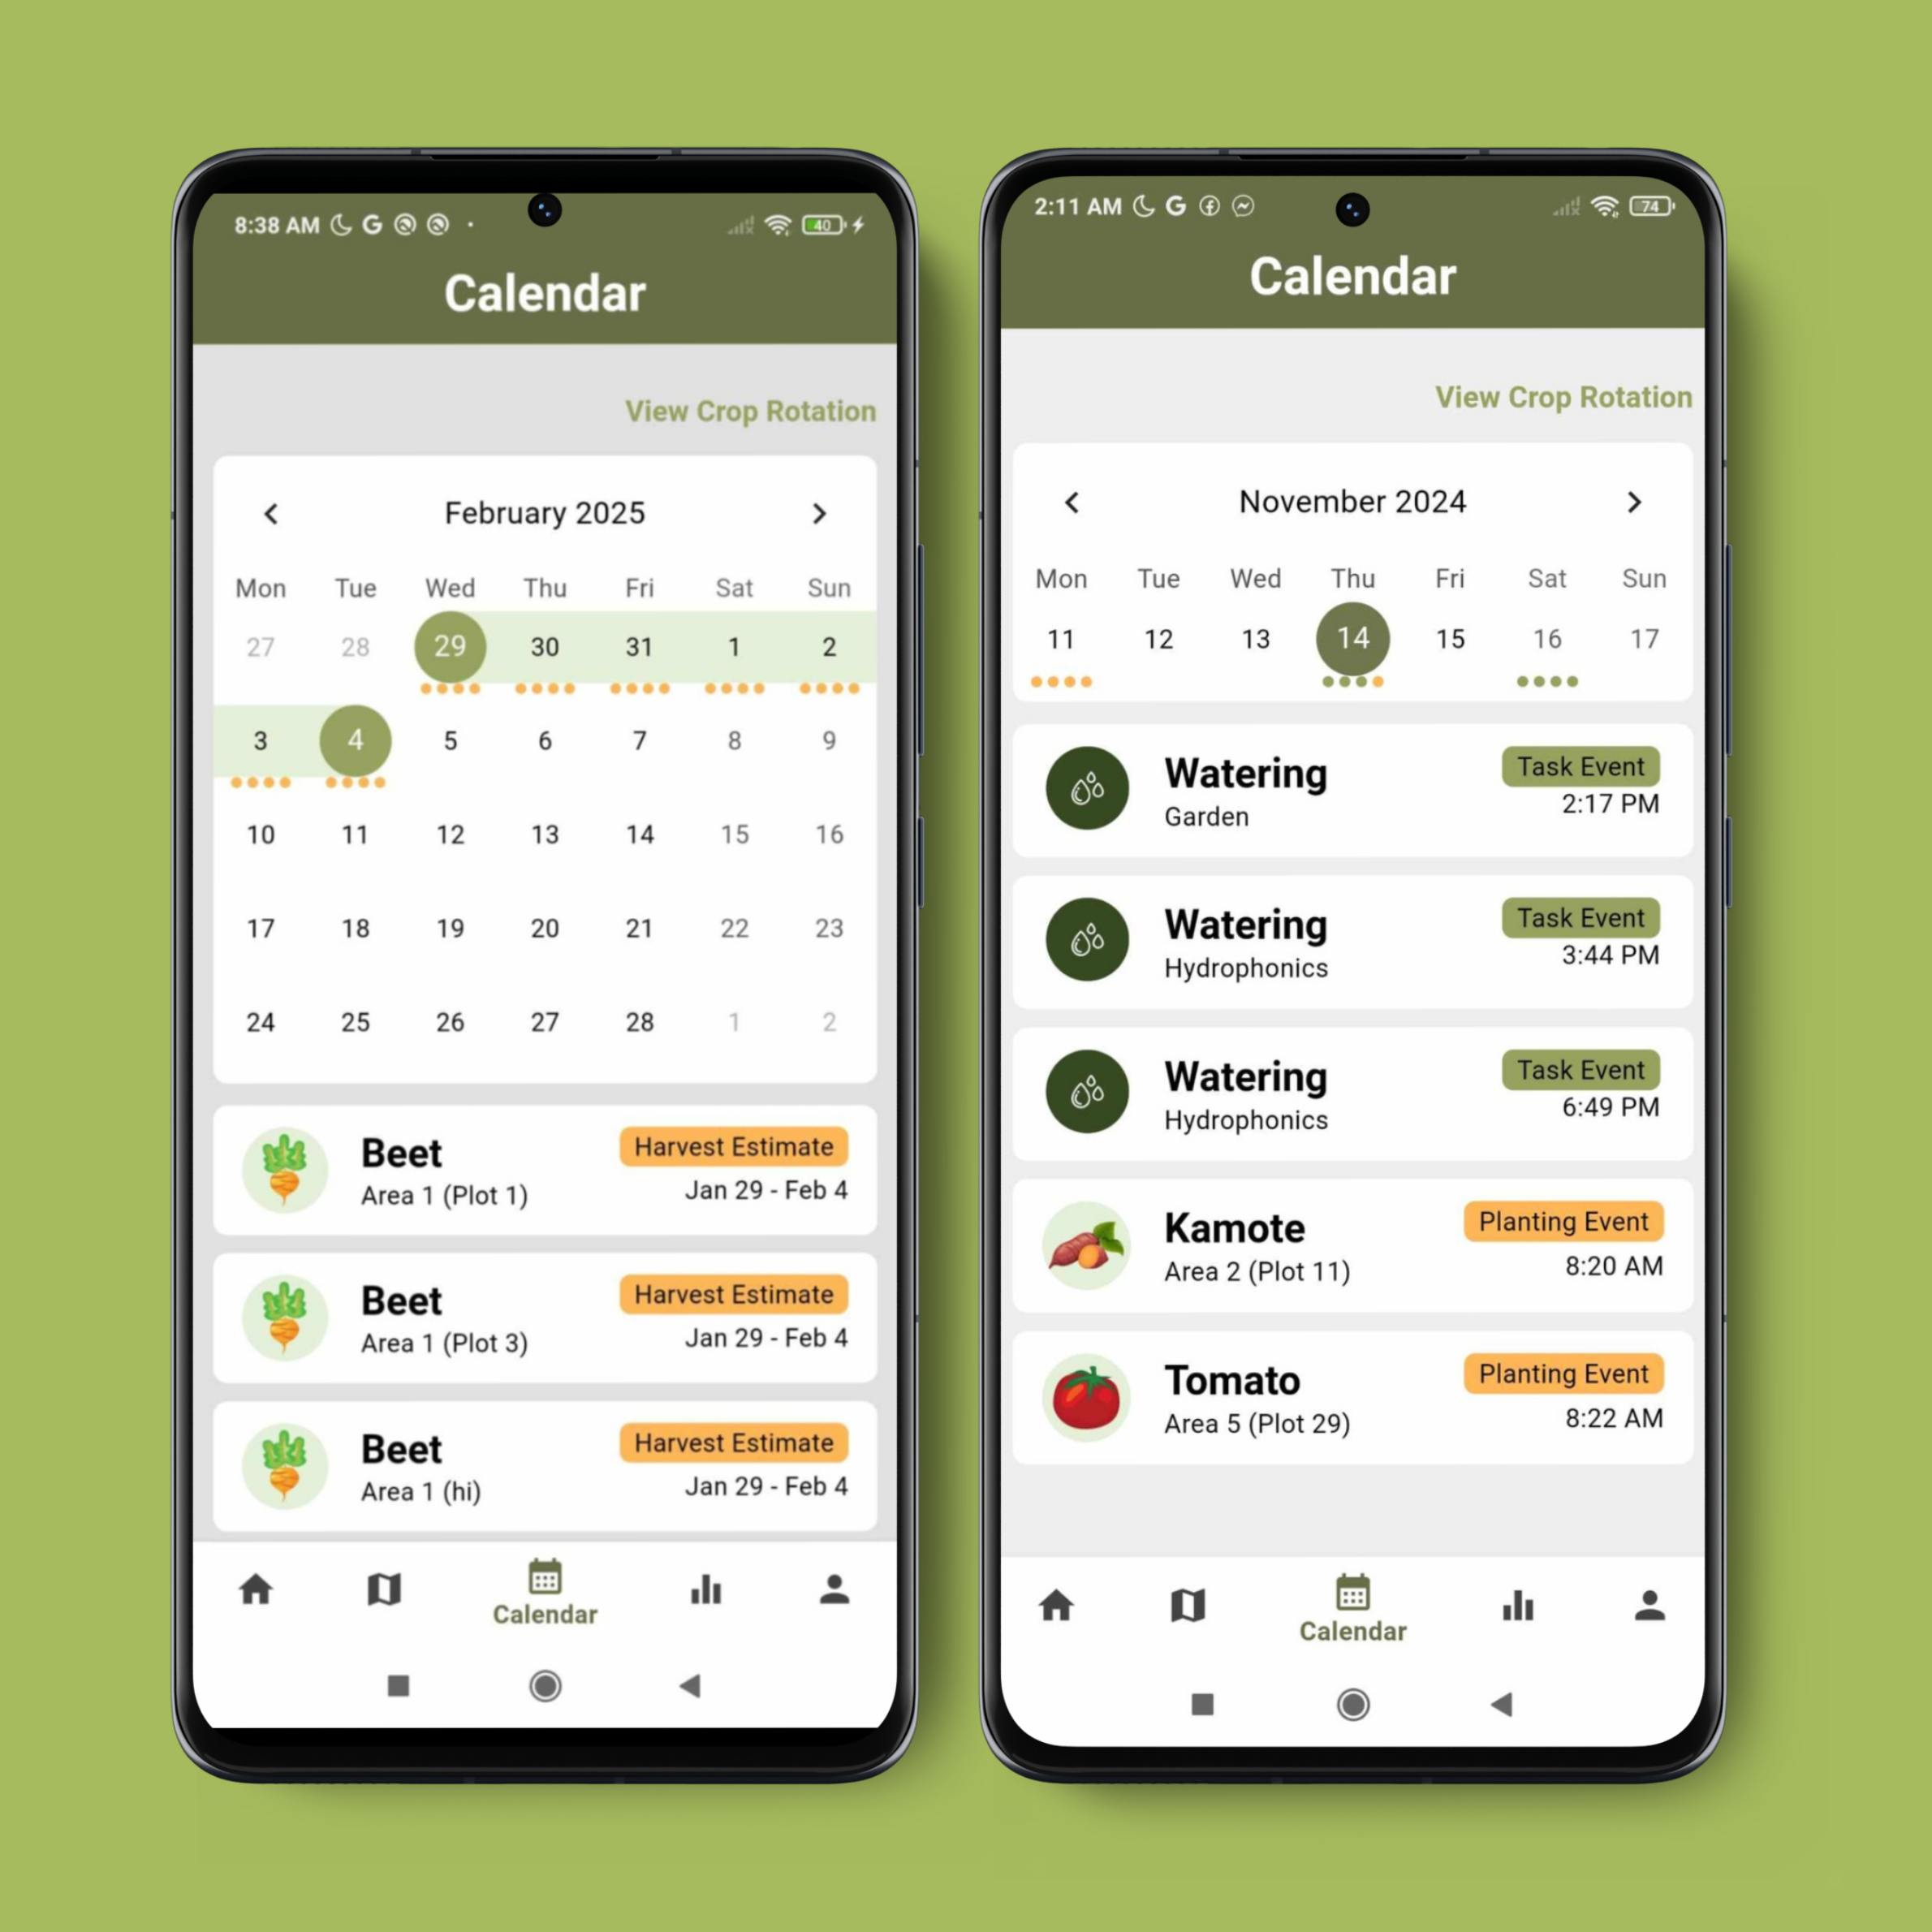 8:38 AM
40
Calendar
View Crop Rotation
February 2025
Mon Tue Wed Thu Fri Sat Sun
27 28 29 30 31 1 2
3 4 5 6 7 8 9
10 11 12 13 14 15 16
17 18 19 20 21 22 23
24 25 26 27 28 1 2
Beet
Harvest Estimate
Area 1 (Plot 1)
Jan 29 - Feb 4
Beet
Harvest Estimate
Area 1 (Plot 3)
Jan 29 - Feb 4
Beet
Harvest Estimate
Area 1 (hi)
Jan 29 - Feb 4
Calendar
2:11 AM
74
Calendar
View Crop Rotation
November 2024
Mon Tue Wed Thu Fri Sat Sun
11 12 13 14 15 16 17
Watering
Task Event
Garden
2:17 PM
Watering
Task Event
Hydrophonics
3:44 PM
Watering
Task Event
Hydrophonics
6:49 PM
Kamote
Planting Event
Area 2 (Plot 11)
8:20 AM
Tomato
Planting Event
Area 5 (Plot 29)
8:22 AM
Calendar